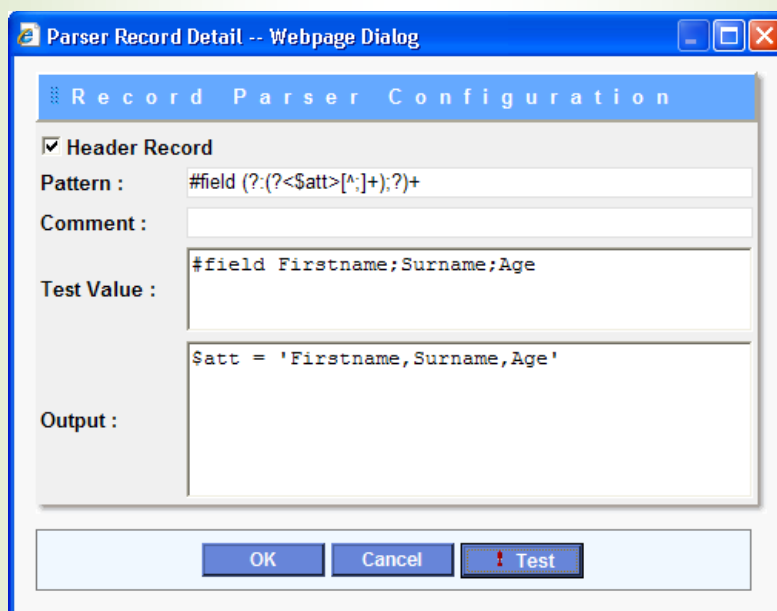 Parser Record Detail -- Webpage Dialog
Record Parser Configuration
Header Record
Pattern : #field (?:(?<$att>[^;]+);?)+
Comment :
Test Value : #field Firstname;Surname;Age
Output : $att = 'Firstname,Surname,Age'
OK Cancel Test